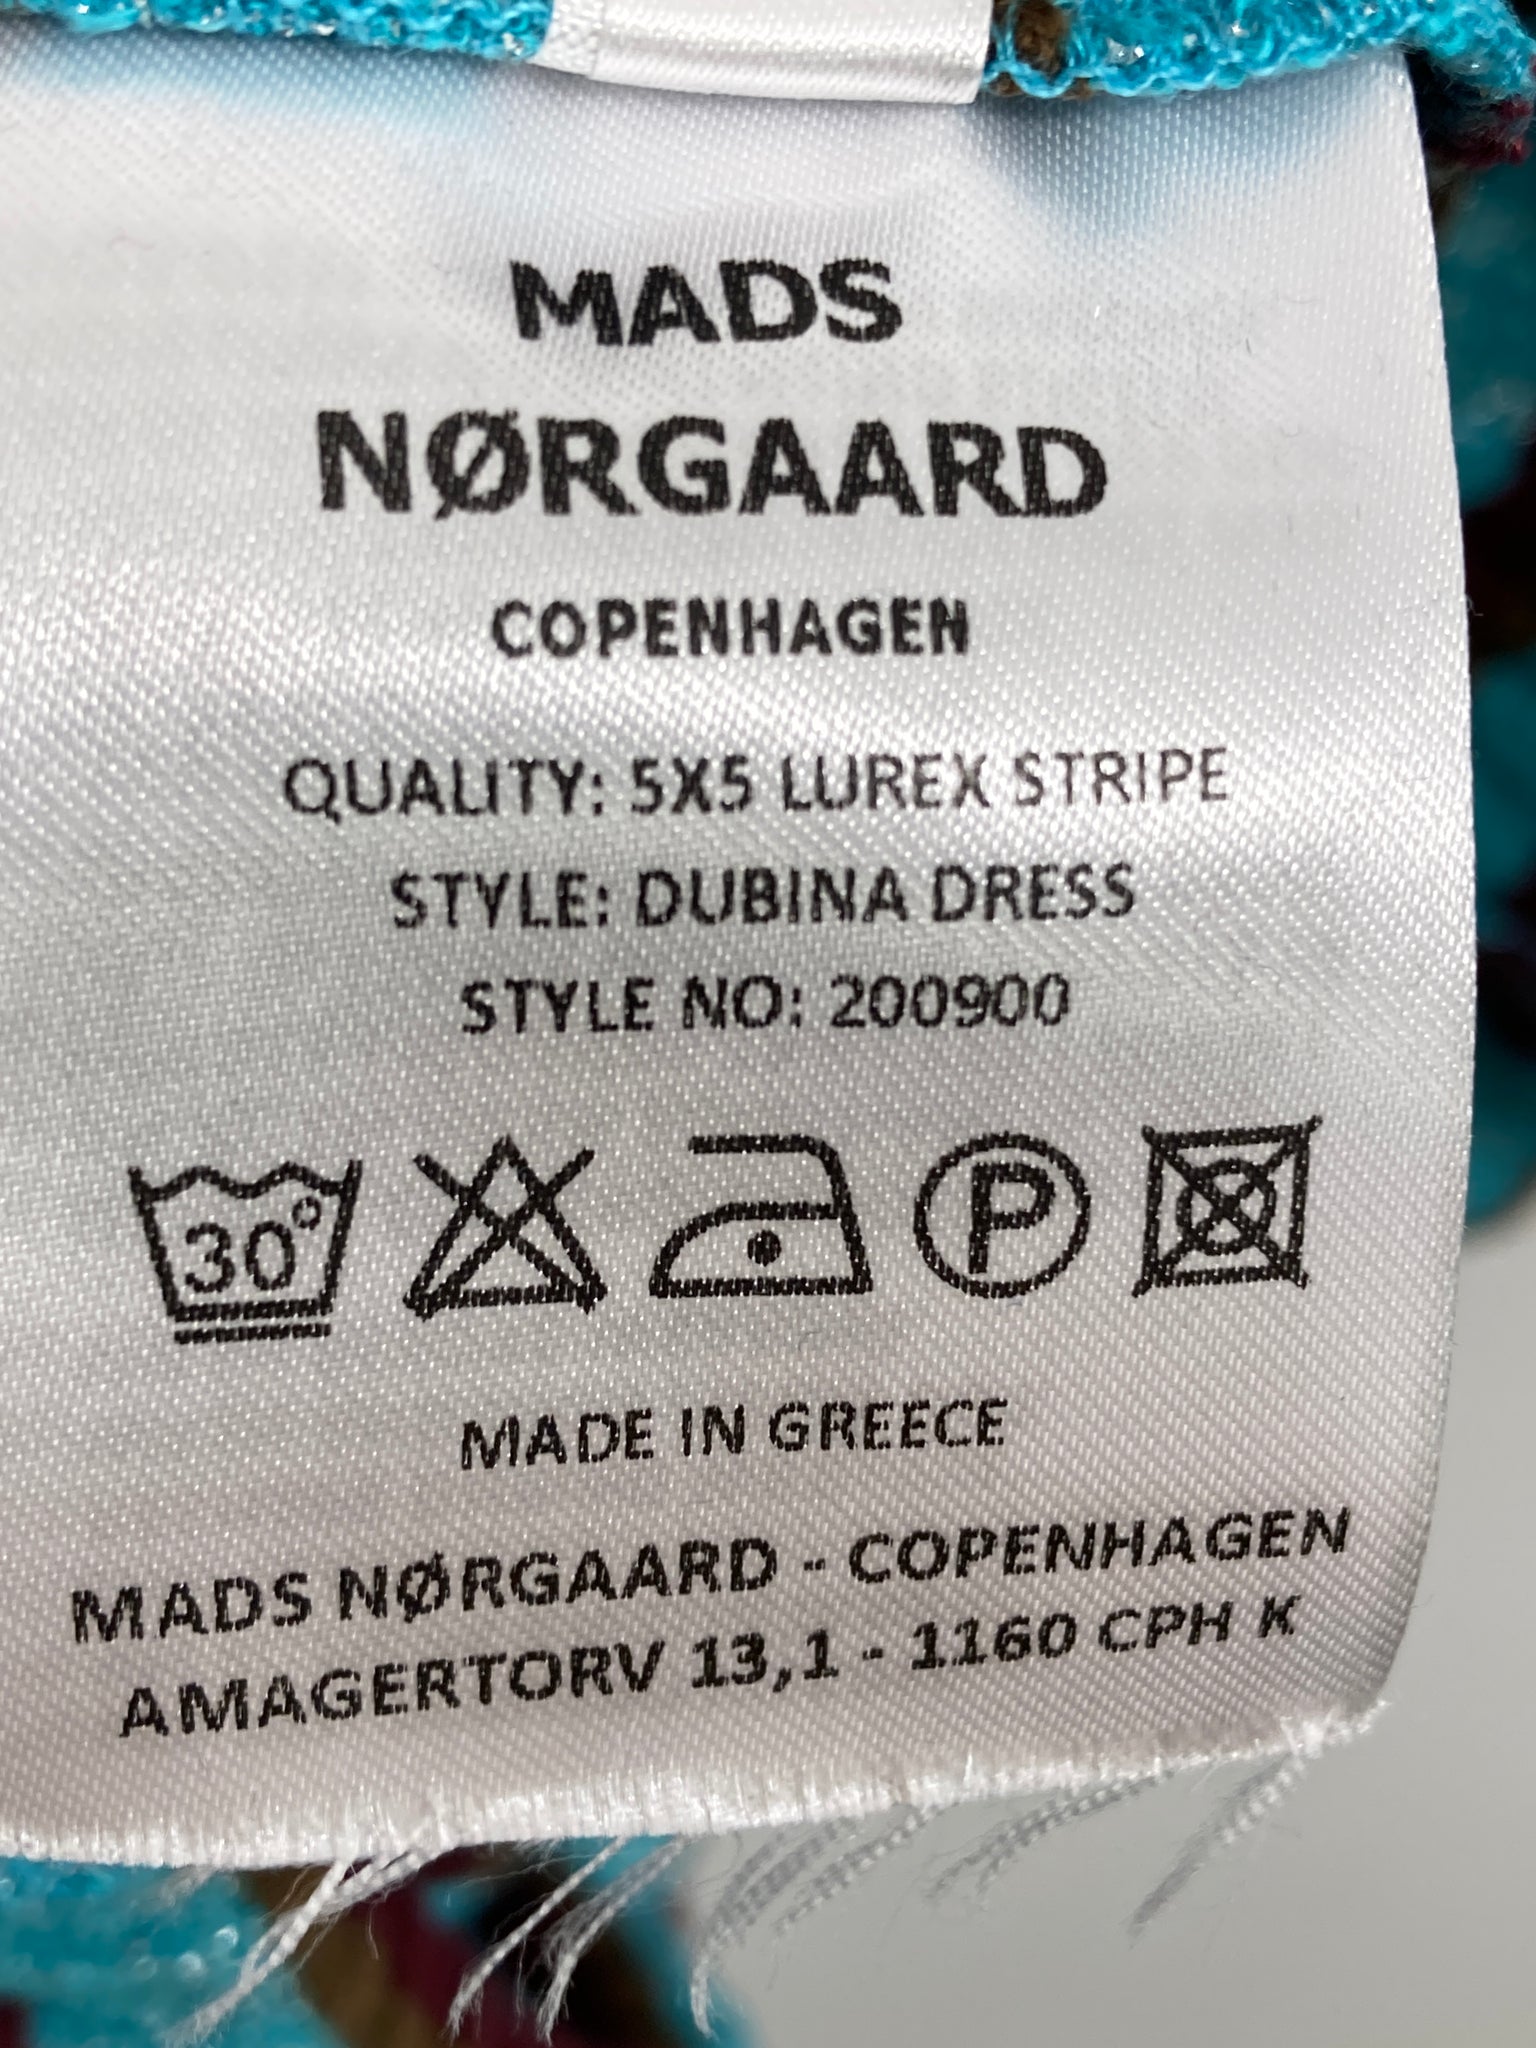 MADS
NØRGAARD
COPENHAGEN
QUALITY: 5X5 LUREX STRIPE
STYLE: DUBINA DRESS
STYLE NO: 200900
30°
P
MADE IN GREECE
MADS NØRGAARD - COPENHAGEN
AMAGERTORV 13,1 - 1160 CPH K